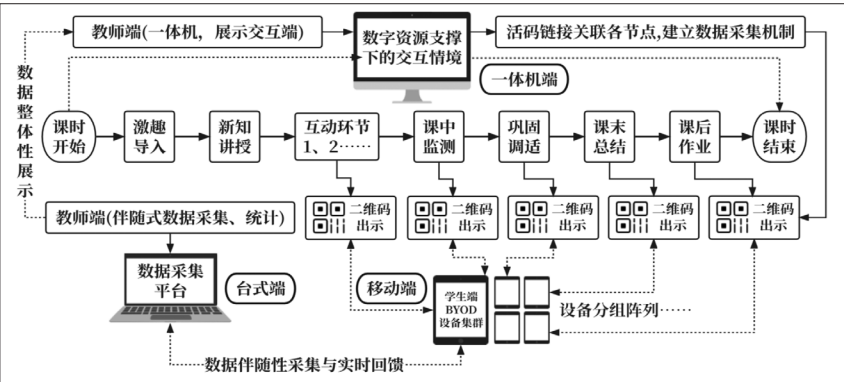 教师端(一体机，展示交互端)
数字资源支撑
下的交互情境
活码链接关联各节点,建立数据采集机制
一体机端
数据整体性展示
课时
开始
激趣
导入
新知
讲授
互动环节
1、2……
课中
监测
巩固
调适
课末
总结
课后
作业
课时
结束
二维码
出示
二维码
出示
二维码
出示
二维码
出示
二维码
出示
教师端(伴随式数据采集、统计)
数据采集
平台
台式端
移动端
学生端
BYOD
设备集群
设备分组阵列……
数据伴随性采集与实时回馈